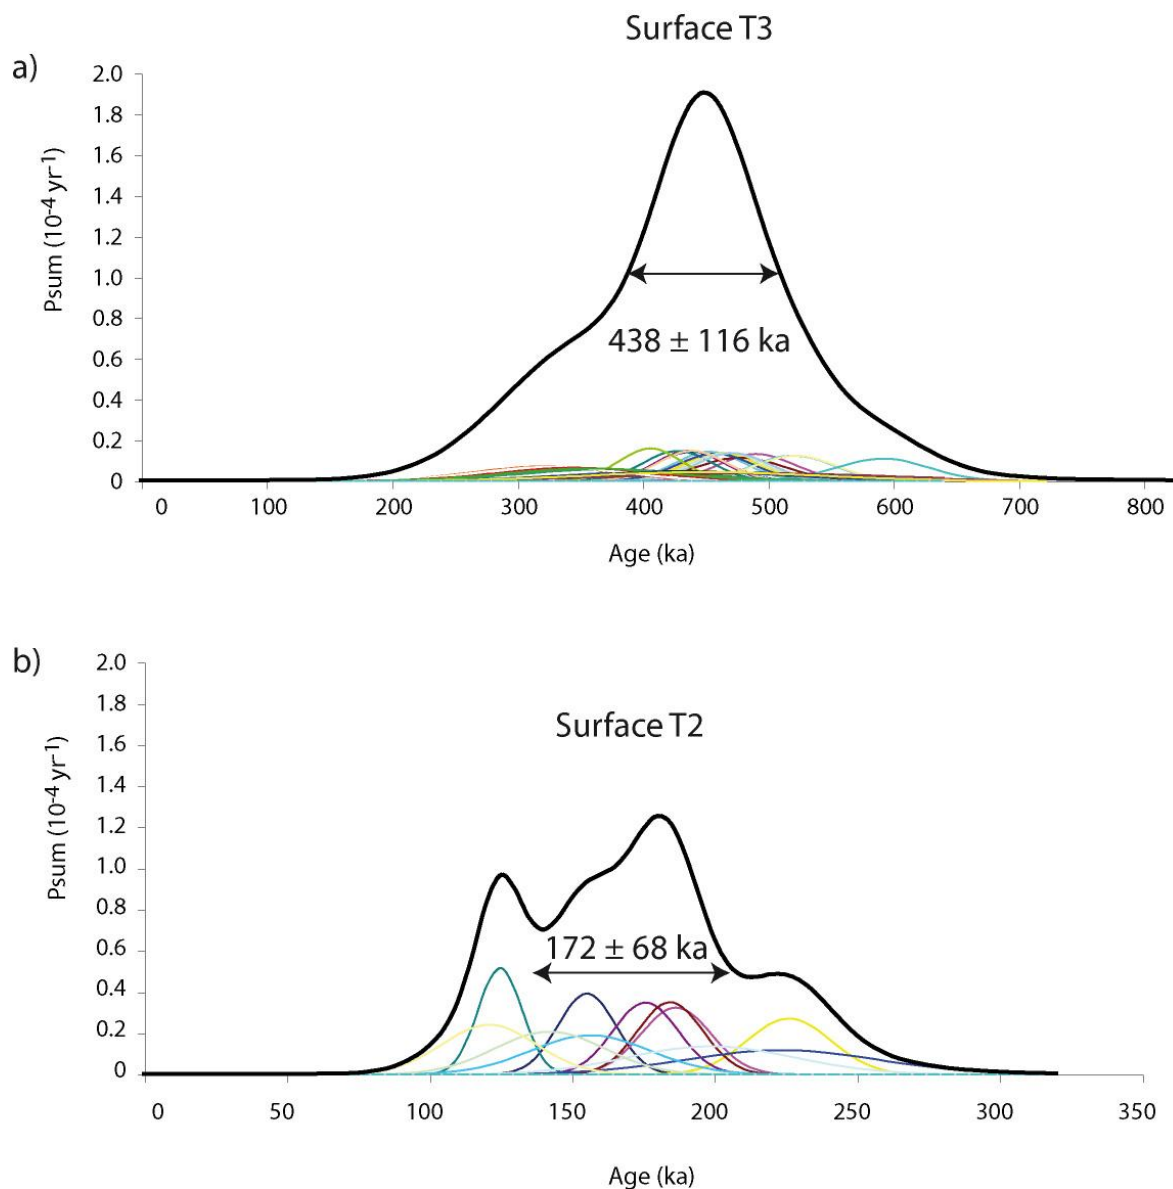 Surface T3
a)
2.0
1.8
1.6
1.4
1.2
1.0
0.8
0.6
0.4
0.2
0
Psum (10-4 yr-1)
438 ± 116 ka
0 100 200 300 400 500 600 700 800
Age (ka)
b)
Surface T2
2.0
1.8
1.6
1.4
1.2
1.0
0.8
0.6
0.4
0.2
0
Psum (10-4 yr-1)
172 ± 68 ka
0 50 100 150 200 250 300 350
Age (ka)